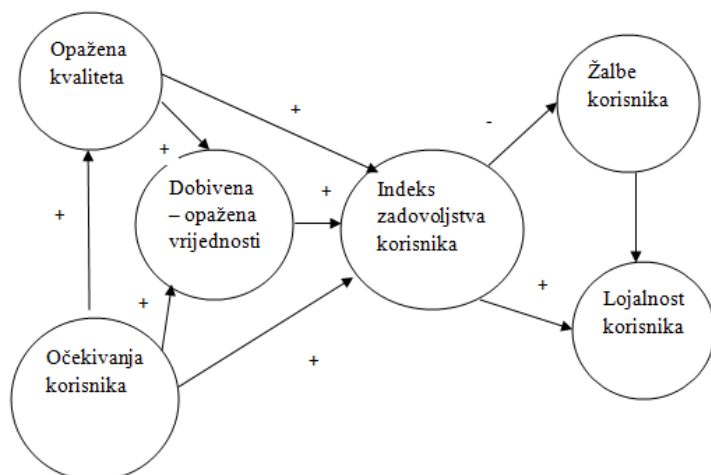 Opažena
kvaliteta
+
+
+
Dobivena
– opažena
vrijednosti
+
+
+
Očekivanja
korisnika
+
Indeks
zadovoljstva
korisnika
-
Žalbe
korisnika
+
Lojalnost
korisnika